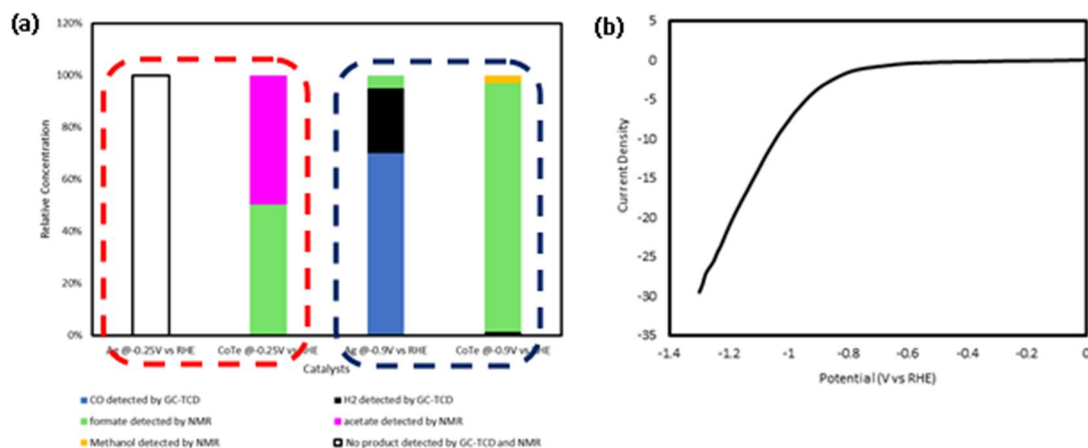 (a)
120%
100%
80%
60%
40%
20%
0%
Relative Concentration
Ag @-0.25V vs RHE
CoTe @-0.25V vs RHE
Ag @-0.9V vs RHE
CoTe @-0.9V vs RHE
Catalysts
CO detected by GC-TCD
H2 detected by GC-TCD
formate detected by NMR
acetate detected by NMR
Methanol detected by NMR
No product detected by GC-TCD and NMR
(b)
5
0
-5
-10
-15
-20
-25
-30
-35
Current Density
-1.4
-1.2
-1
-0.8
-0.6
-0.4
-0.2
0
Potential (V vs RHE)